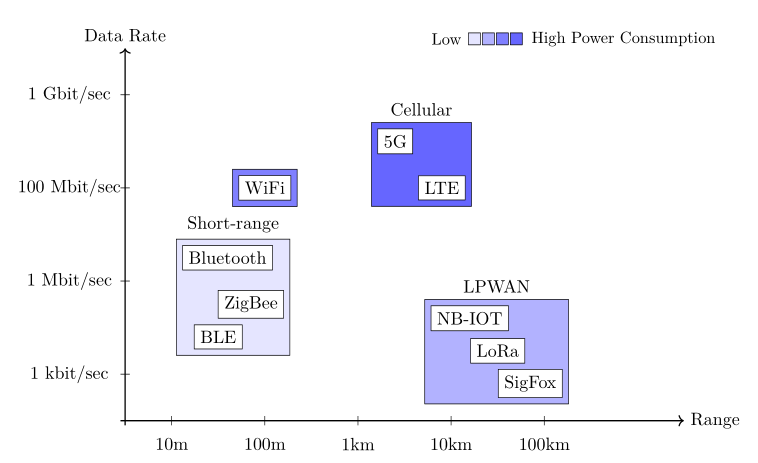 Data Rate
Low
High Power Consumption
1 Gbit/sec
Cellular
5G
100 Mbit/sec
WiFi
LTE
Short-range
Bluetooth
1 Mbit/sec
LPWAN
ZigBee
NB-IOT
BLE
LoRa
1 kbit/sec
SigFox
Range
10m
100m
1km
10km
100km